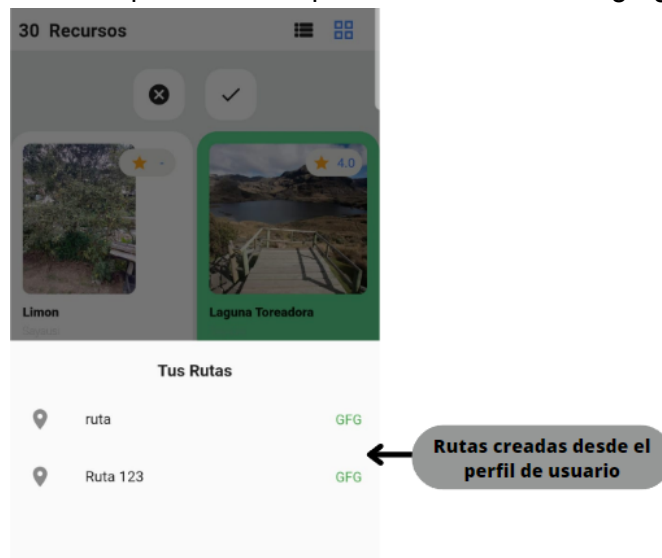 30 Recursos
-
4.0
Limon
Laguna Toreadora
Tus Rutas
ruta GFG
Ruta 123 GFG
Rutas creadas desde el
perfil de usuario